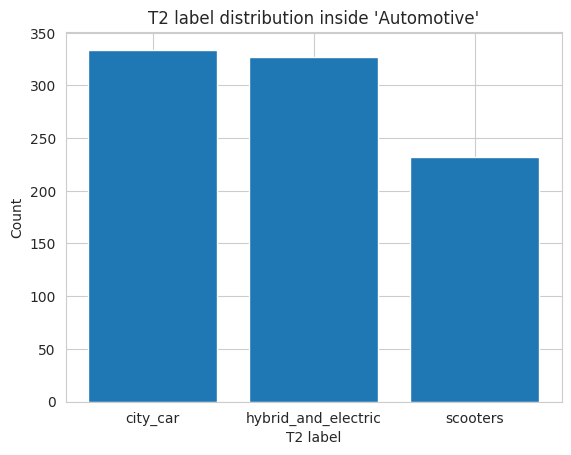 T2 label distribution inside 'Automotive'
350
300
250
200
150
100
50
0
Count
city_car
hybrid_and_electric
scooters
T2 label